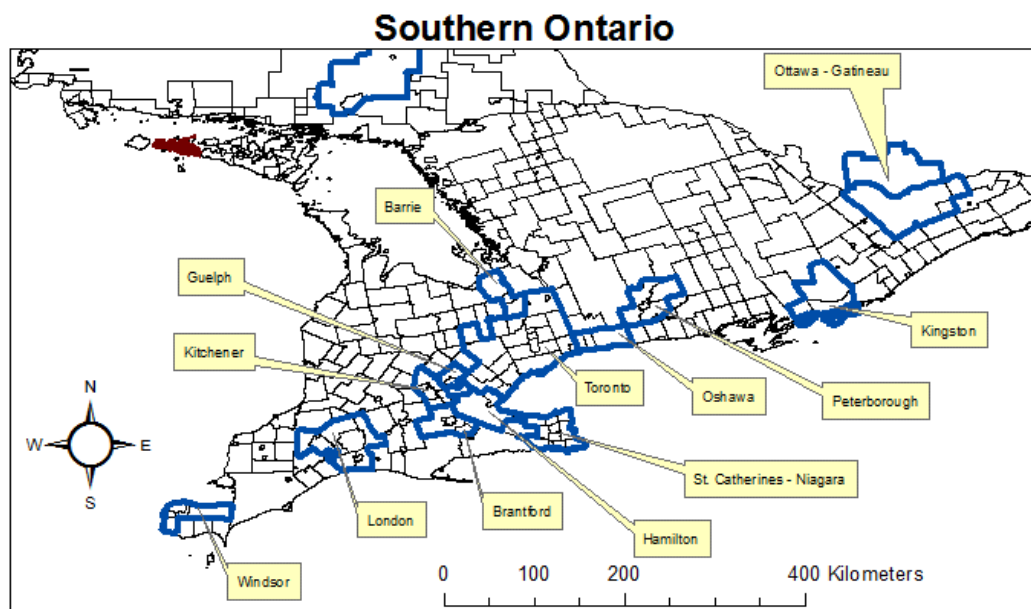 Southern Ontario
Ottawa - Gatineau
Barrie
Guelph
Kingston
Kitchener
Toronto
Oshawa
Peterborough
N
W
E
S
St. Catherines - Niagara
London
Brantford
Hamilton
Windsor
0 100 200 400 Kilometers